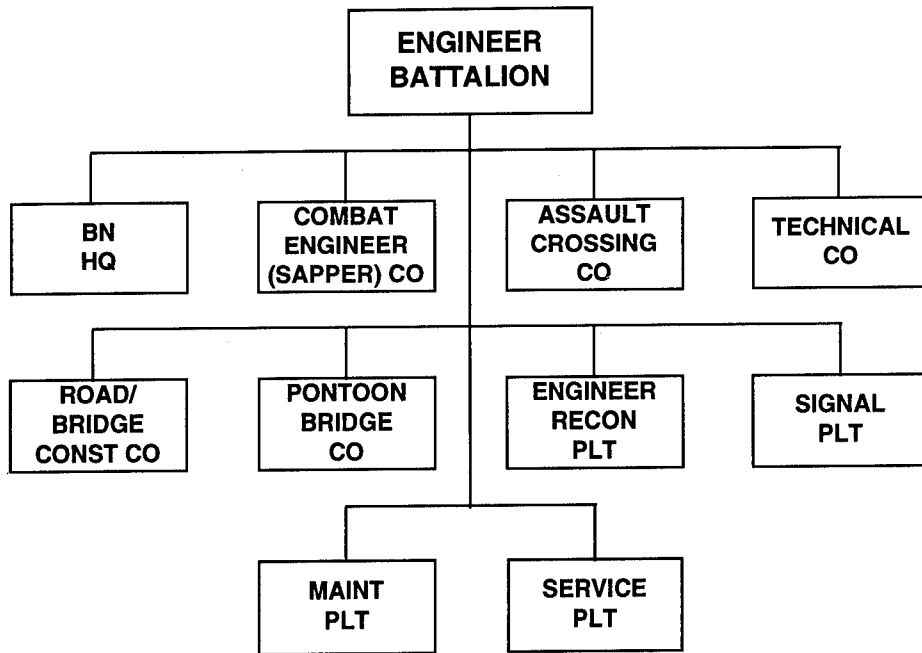 ENGINEER
BATTALION
BN
HQ
COMBAT
ENGINEER
(SAPPER) CO
ASSAULT
CROSSING
CO
TECHNICAL
CO
ROAD/
BRIDGE
CONST CO
PONTOON
BRIDGE
CO
ENGINEER
RECON
PLT
SIGNAL
PLT
MAINT
PLT
SERVICE
PLT